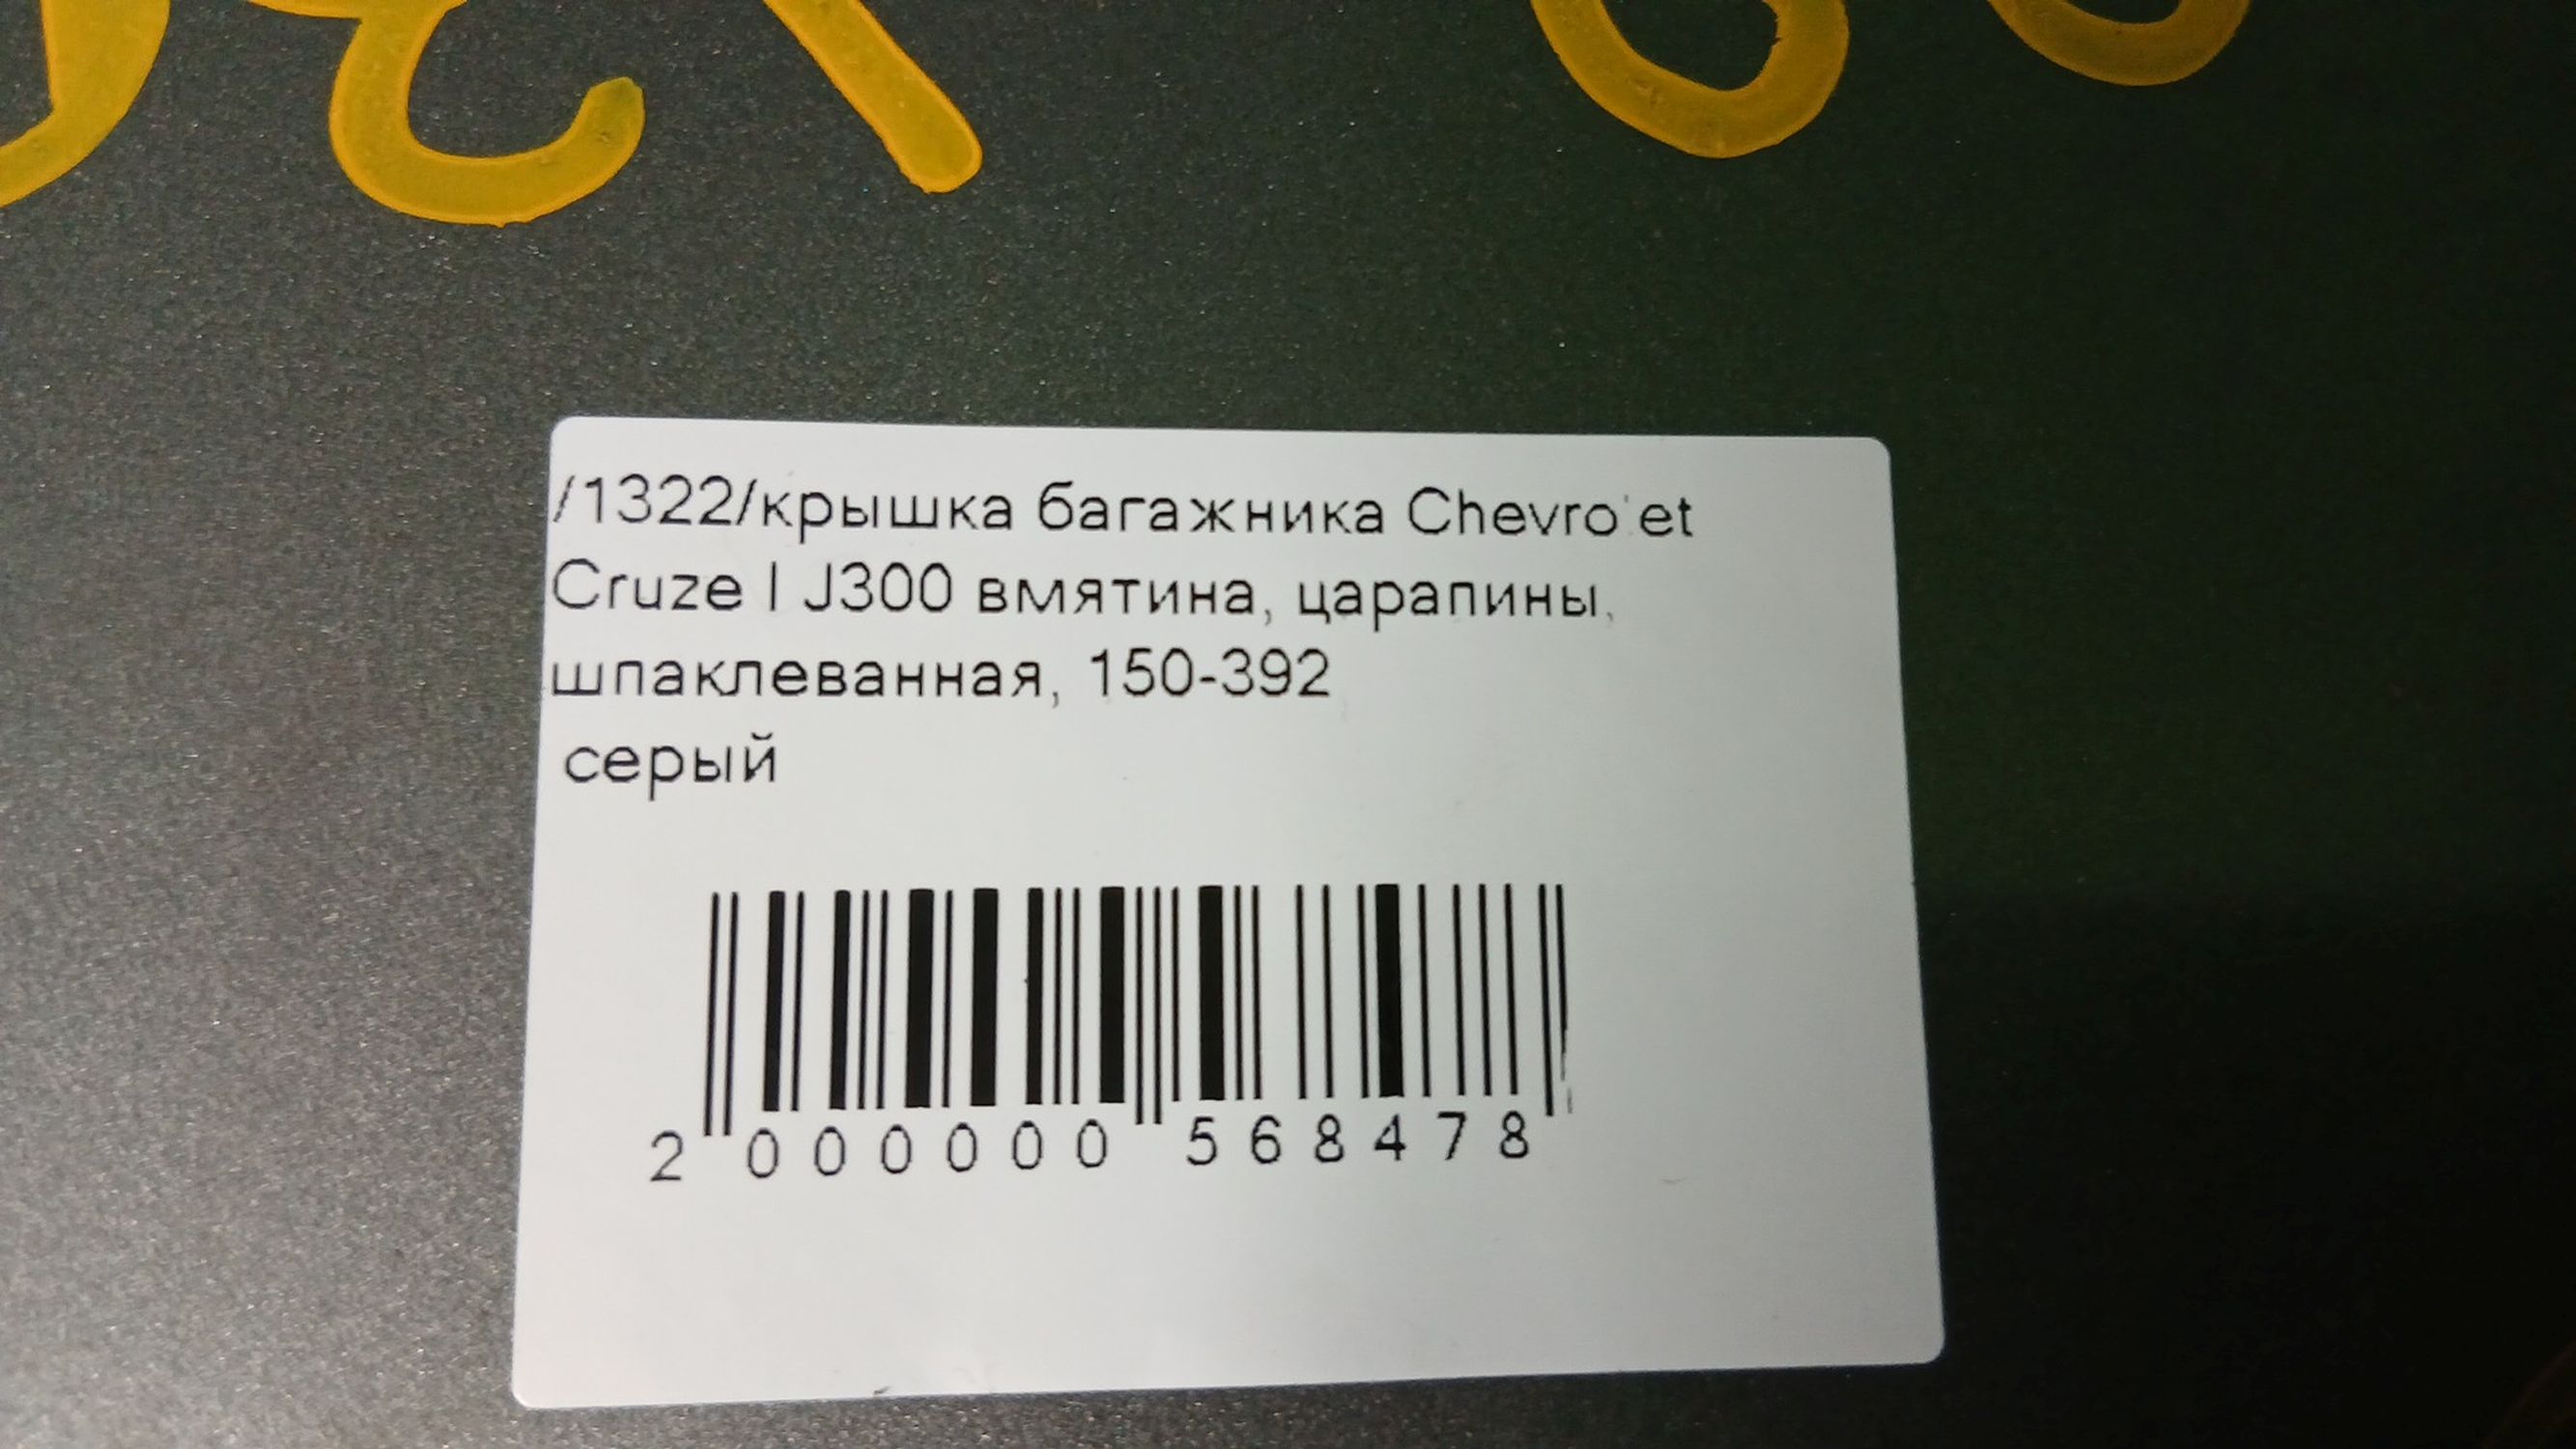 /1322/крышка багажника Chevrolet
Cruze I J300 вмятина, царапины,
шпаклеванная, 150-392
серый
2 000000 568478